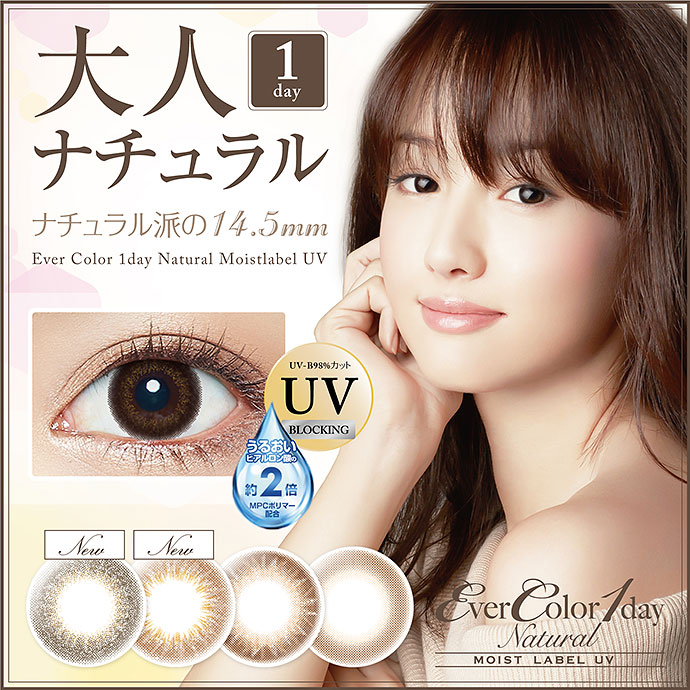 大人
1
day
ナチュラル
ナチュラル派の14.5mm
Ever Color 1day Natural Moistlabel UV
UV-B98%カット
UV
BLOCKING
うるおい
ヒアルロン酸の
約2倍
MPCポリマー
配合
New
New
EverColor1day
Natural
MOIST LABEL UV